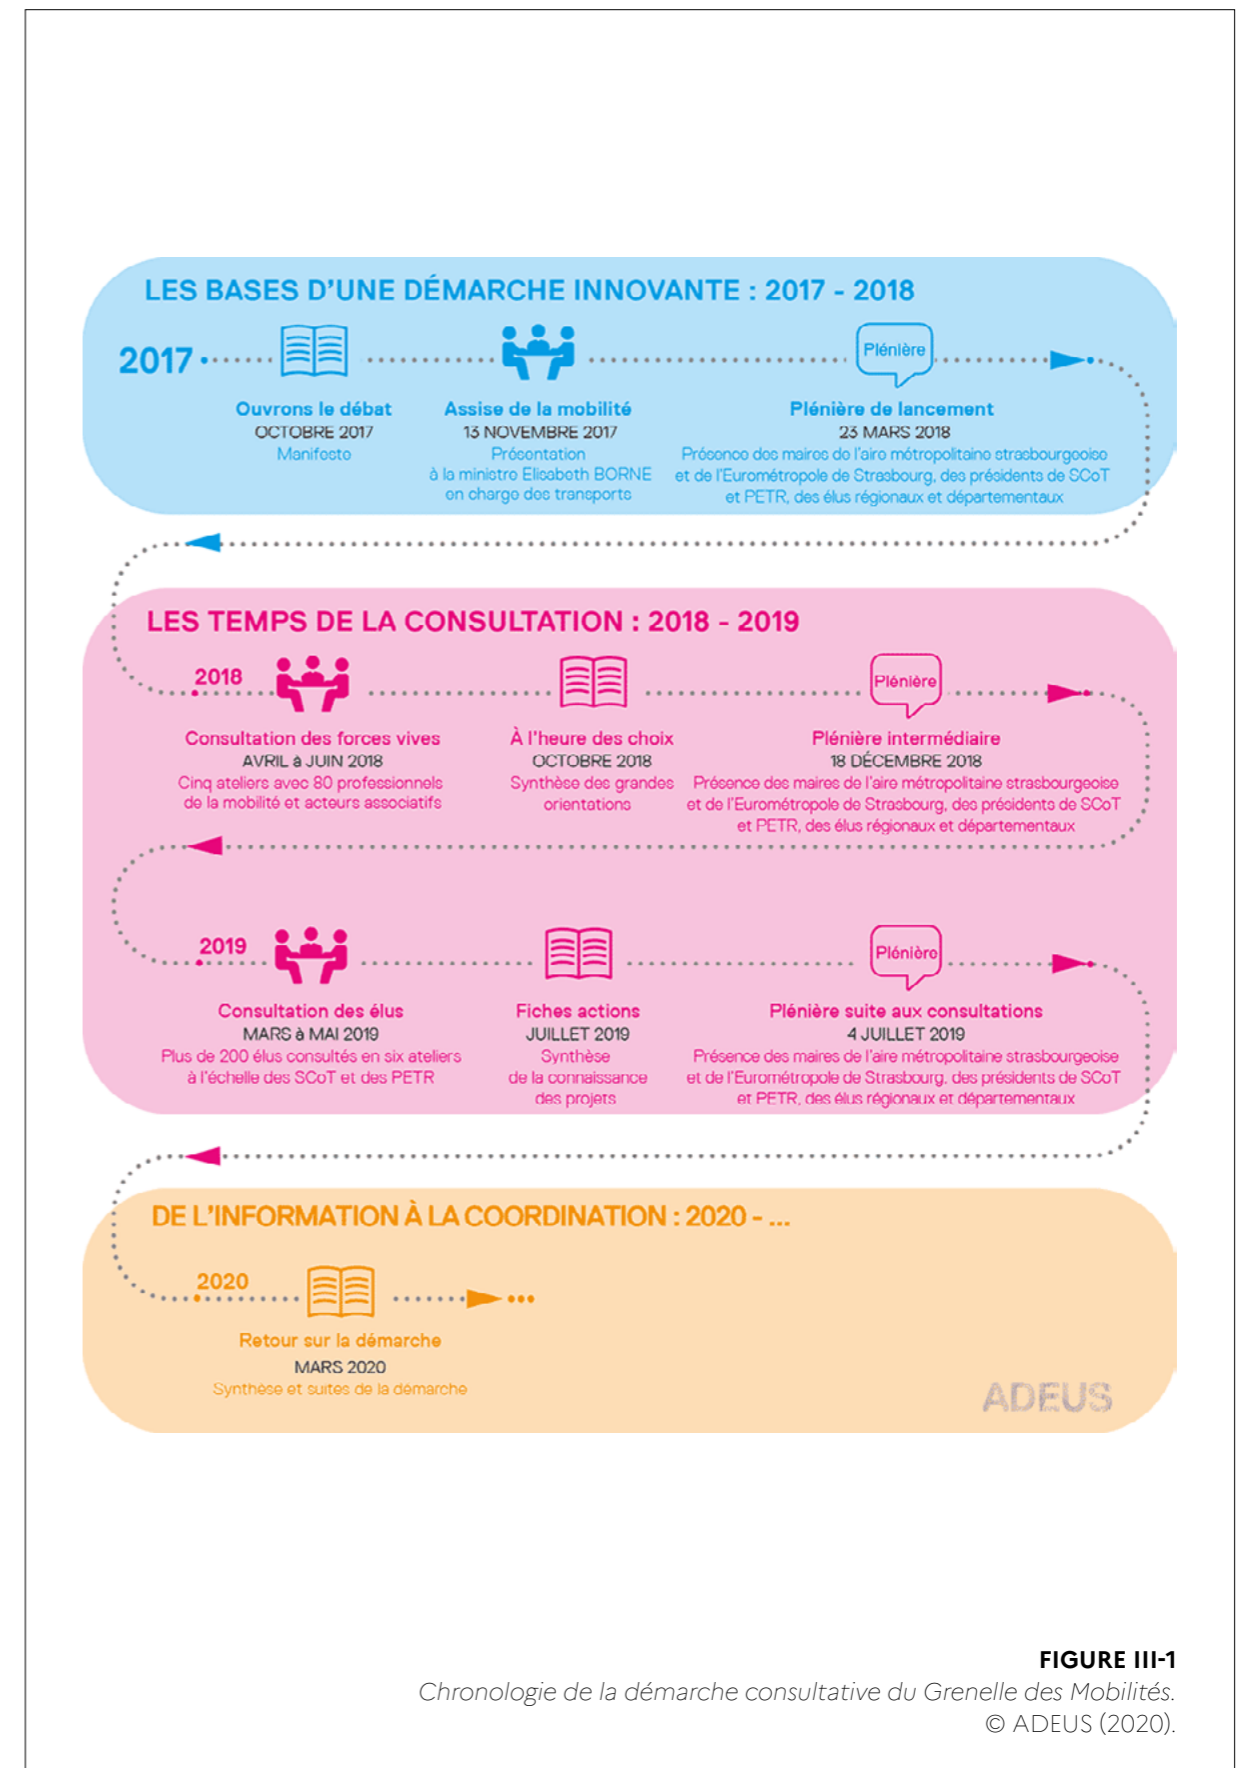 LES BASES D'UNE DÉMARCHE INNOVANTE : 2017 - 2018
2017
Plénière
Ouvrons le débat
OCTOBRE 2017
Manifeste
Assise de la mobilité
13 NOVEMBRE 2017
Présentation
à la ministre Elisabeth BORNE
en charge des transports
Plénière de lancement
23 MARS 2018
Présence des maires de l'aire métropolitaine strasbourgeoise
et de l'Eurométropole de Strasbourg, des présidents de SCoT
et PETR, des élus régionaux et départementaux
LES TEMPS DE LA CONSULTATION : 2018 - 2019
2018
Plénière
Consultation des forces vives
AVRIL à JUIN 2018
Cinq ateliers avec 80 professionnels
de la mobilité et acteurs associatifs
À l'heure des choix
OCTOBRE 2018
Synthèse des grandes
orientations
Plénière intermédiaire
18 DÉCEMBRE 2018
Présence des maires de l'aire métropolitaine strasbourgeoise
et de l'Eurométropole de Strasbourg, des présidents de SCoT
et PETR, des élus régionaux et départementaux
2019
Plénière
Consultation des élus
MARS à MAI 2019
Plus de 200 élus consultés en six ateliers
à l'échelle des SCoT et des PETR
Fiches actions
JUILLET 2019
Synthèse
de la connaissance
des projets
Plénière suite aux consultations
4 JUILLET 2019
Présence des maires de l'aire métropolitaine strasbourgeoise
et de l'Eurométropole de Strasbourg, des présidents de SCoT
et PETR, des élus régionaux et départementaux
DE L'INFORMATION À LA COORDINATION : 2020 - ...
2020
Retour sur la démarche
MARS 2020
Synthèse et suites de la démarche
ADEUS
FIGURE III-1
Chronologie de la démarche consultative du Grenelle des Mobilités.
© ADEUS (2020).